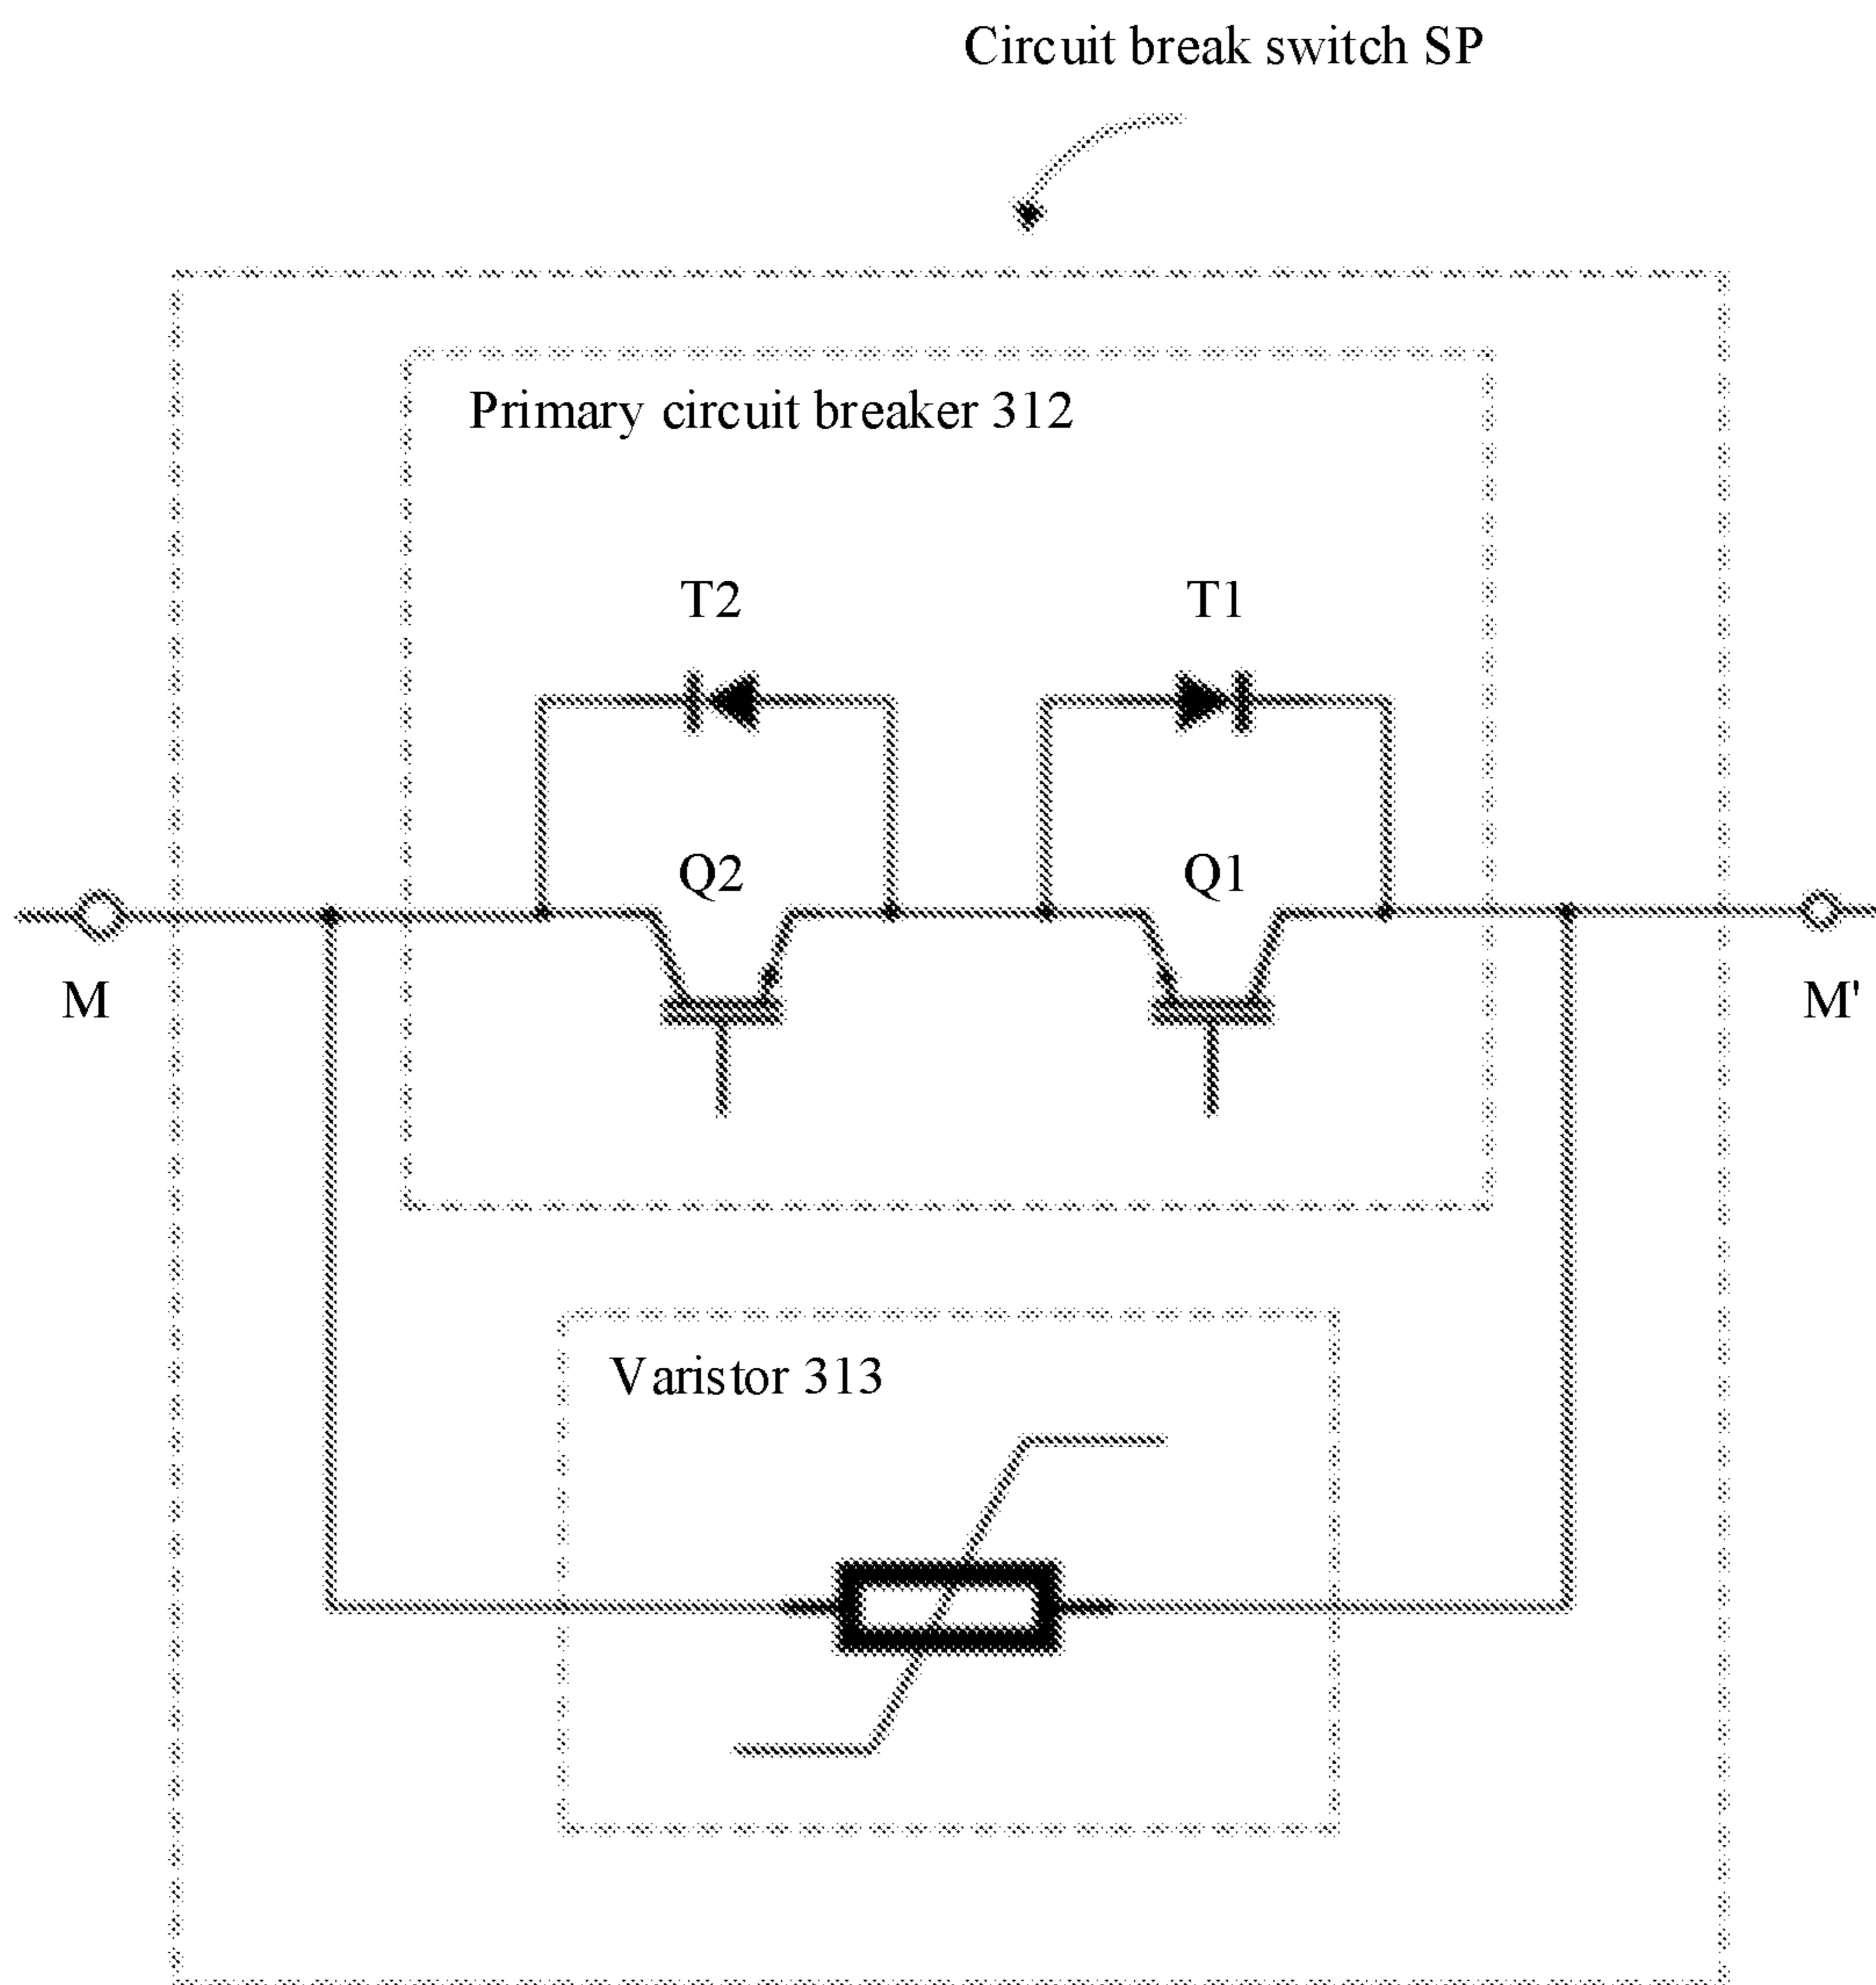 Circuit break switch SP
Primary circuit breaker 312
T2 T1
Q2 Q1
M M'
Varistor 313